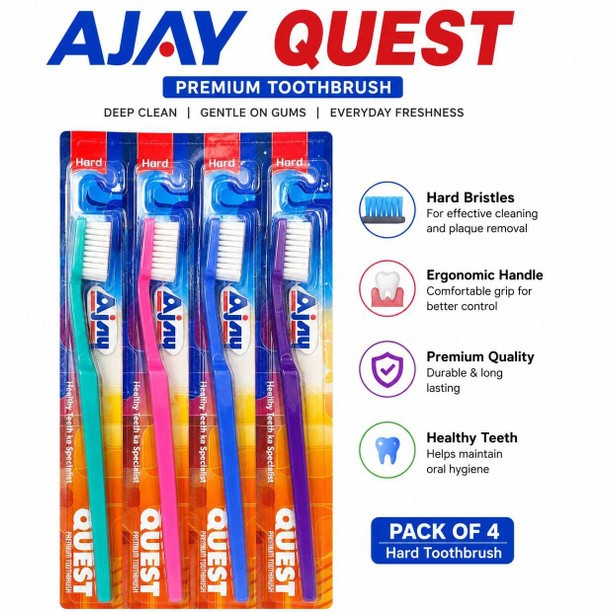 AJAY QUEST
PREMIUM TOOTHBRUSH
DEEP CLEAN | GENTLE ON GUMS | EVERYDAY FRESHNESS
Hard Hard Hard Hard
Ajay Ajay Ajay Ajay
Healthy Teeth ka Specialist Healthy Teeth ka Specialist Healthy Teeth ka Specialist Healthy Teeth ka Specialist
QUEST QUEST QUEST QUEST
PREMIUM TOOTHBRUSH PREMIUM TOOTHBRUSH PREMIUM TOOTHBRUSH PREMIUM TOOTHBRUSH
Hard Bristles
For effective cleaning
and plaque removal
Ergonomic Handle
Comfortable grip for
better control
Premium Quality
Durable & long
lasting
Healthy Teeth
Helps maintain
oral hygiene
PACK OF 4
Hard Toothbrush